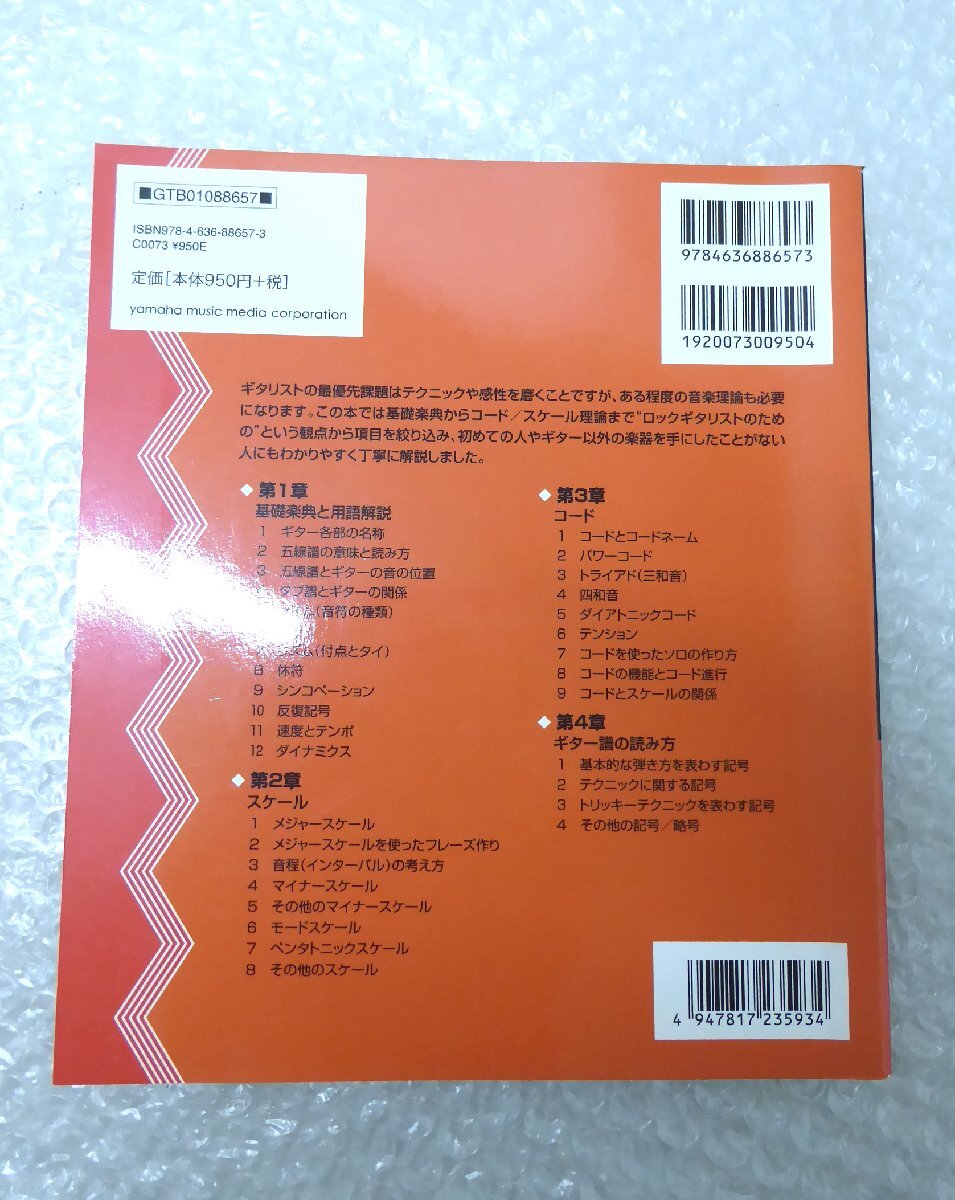 ■GTB01088657■
ISBN978-4-636-88657-3
C0073 ¥950E
定価[本体950円+税]
yamaha music media corporation
9784636886573
1920073009504
ギタリストの最優先課題はテクニックや感性を磨くことですが、ある程度の音楽理論も必要
になります。この本では基礎楽典からコード／スケール理論まで"ロックギタリストのため
の"という観点から項目を絞り込み、初めての人やギター以外の楽器を手にしたことがない
人にもわかりやすく丁寧に解説しました。
◆ 第1章
基礎楽典と用語解説
1 ギター各部の名称
2 五線譜の意味と読み方
3 五線譜とギターの音の位置
タブ譜とギターの関係
(音符の種類)
(付点とタイ)
8 休符
9 シンコペーション
10 反復記号
11 速度とテンポ
12 ダイナミクス
◆ 第2章
スケール
1 メジャースケール
2 メジャースケールを使ったフレーズ作り
3 音程(インターバル)の考え方
4 マイナースケール
5 その他のマイナースケール
6 モードスケール
7 ペンタトニックスケール
8 その他のスケール
◆ 第3章
コード
1 コードとコードネーム
2 パワーコード
3 トライアド(三和音)
4 四和音
5 ダイアトニックコード
6 テンション
7 コードを使ったソロの作り方
8 コードの機能とコード進行
9 コードとスケールの関係
◆ 第4章
ギター譜の読み方
1 基本的な弾き方を表わす記号
2 テクニックに関する記号
3 トリッキーテクニックを表わす記号
4 その他の記号／略号
4 947817 235934